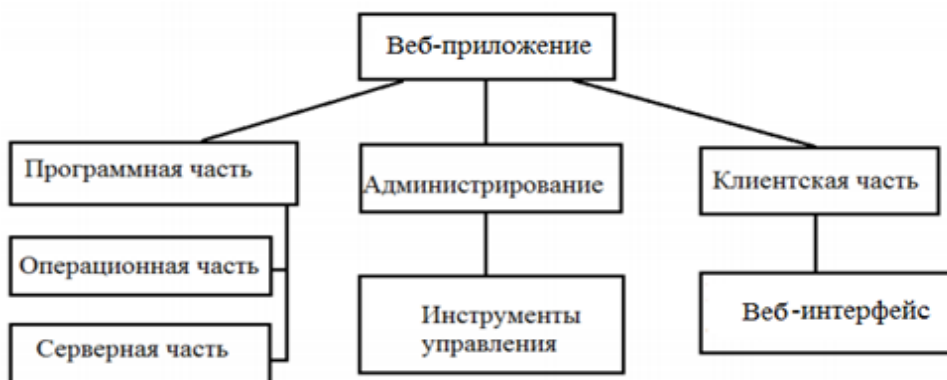 Веб-приложение
Программная часть
Администрирование
Клиентская часть
Операционная часть
Серверная часть
Инструменты
управления
Веб-интерфейс